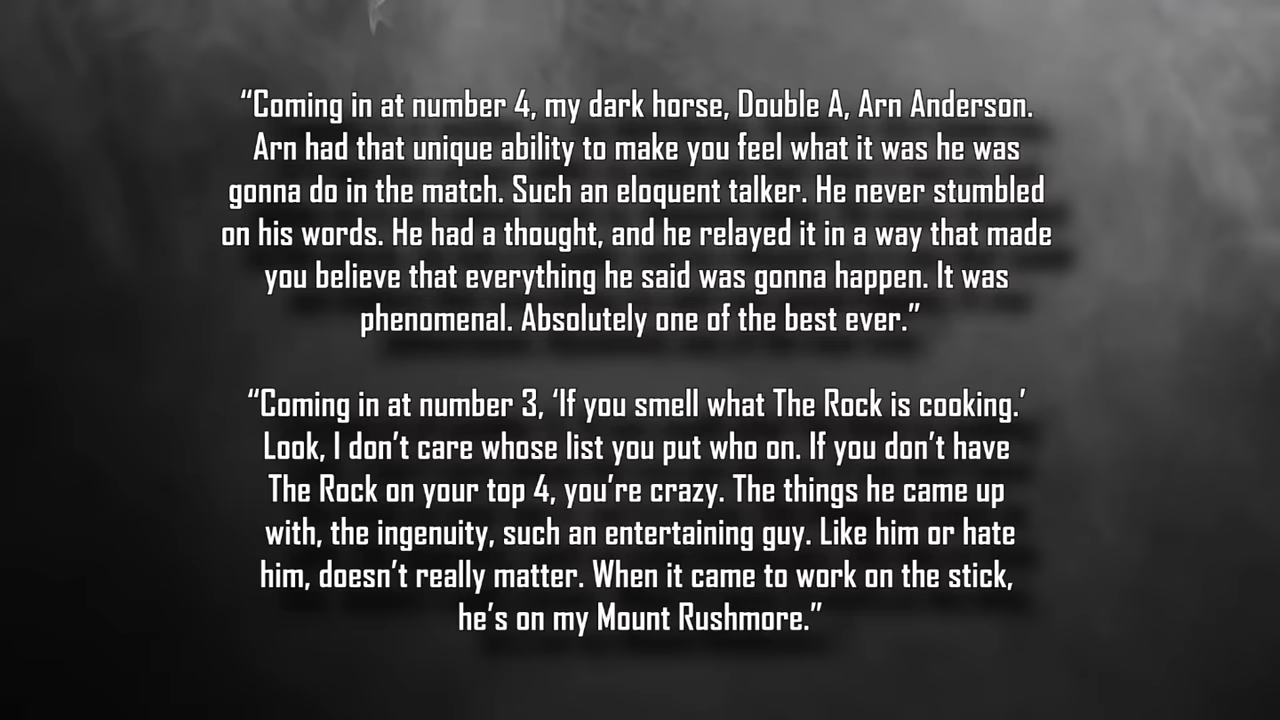 “Coming in at number 4, my dark horse, Double A, Arn Anderson.
Arn had that unique ability to make you feel what it was he was
gonna do in the match. Such an eloquent talker. He never stumbled
on his words. He had a thought, and he relayed it in a way that made
you believe that everything he said was gonna happen. It was
phenomenal. Absolutely one of the best ever.”
“Coming in at number 3, ‘If you smell what The Rock is cooking.’
Look, I don’t care whose list you put who on. If you don’t have
The Rock on your top 4, you’re crazy. The things he came up
with, the ingenuity, such an entertaining guy. Like him or hate
him, doesn’t really matter. When it came to work on the stick,
he’s on my Mount Rushmore.”